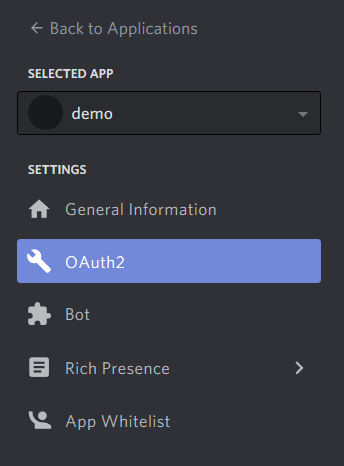 Back to Applications
SELECTED APP
demo
SETTINGS
General Information
OAuth2
Bot
Rich Presence
App Whitelist